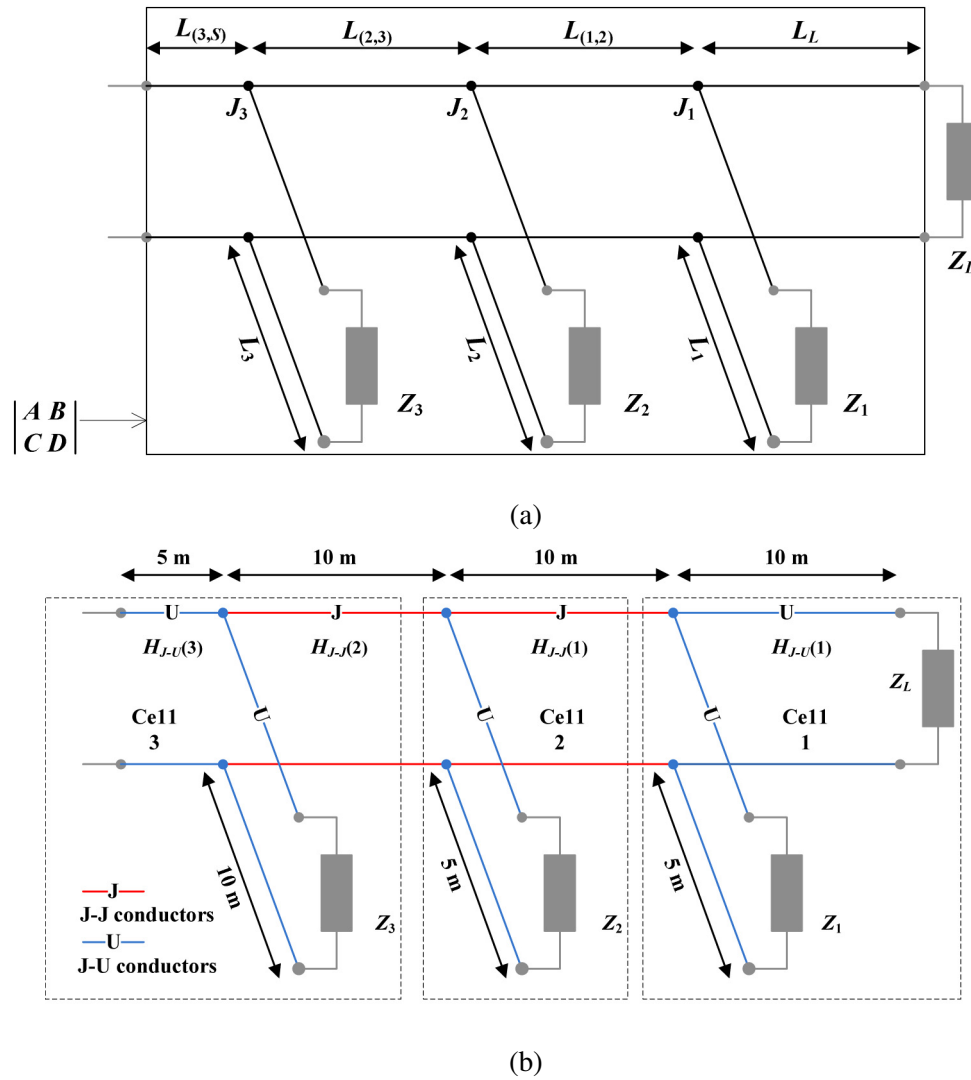 L(3,S) L(2,3) L(1,2) LL
J3 J2 J1
ZL
L3 L2 L1
Z3 Z2 Z1
A B
C D
(a)
5 m 10 m 10 m 10 m
U J J U
HJ-U(3) HJ-J(2) HJ-J(1) HJ-U(1)
ZL
U U U
Ce11 Ce11 Ce11
3 2 1
10 m 5 m 5 m
Z3 Z2 Z1
J
J-J conductors
U
J-U conductors
(b)